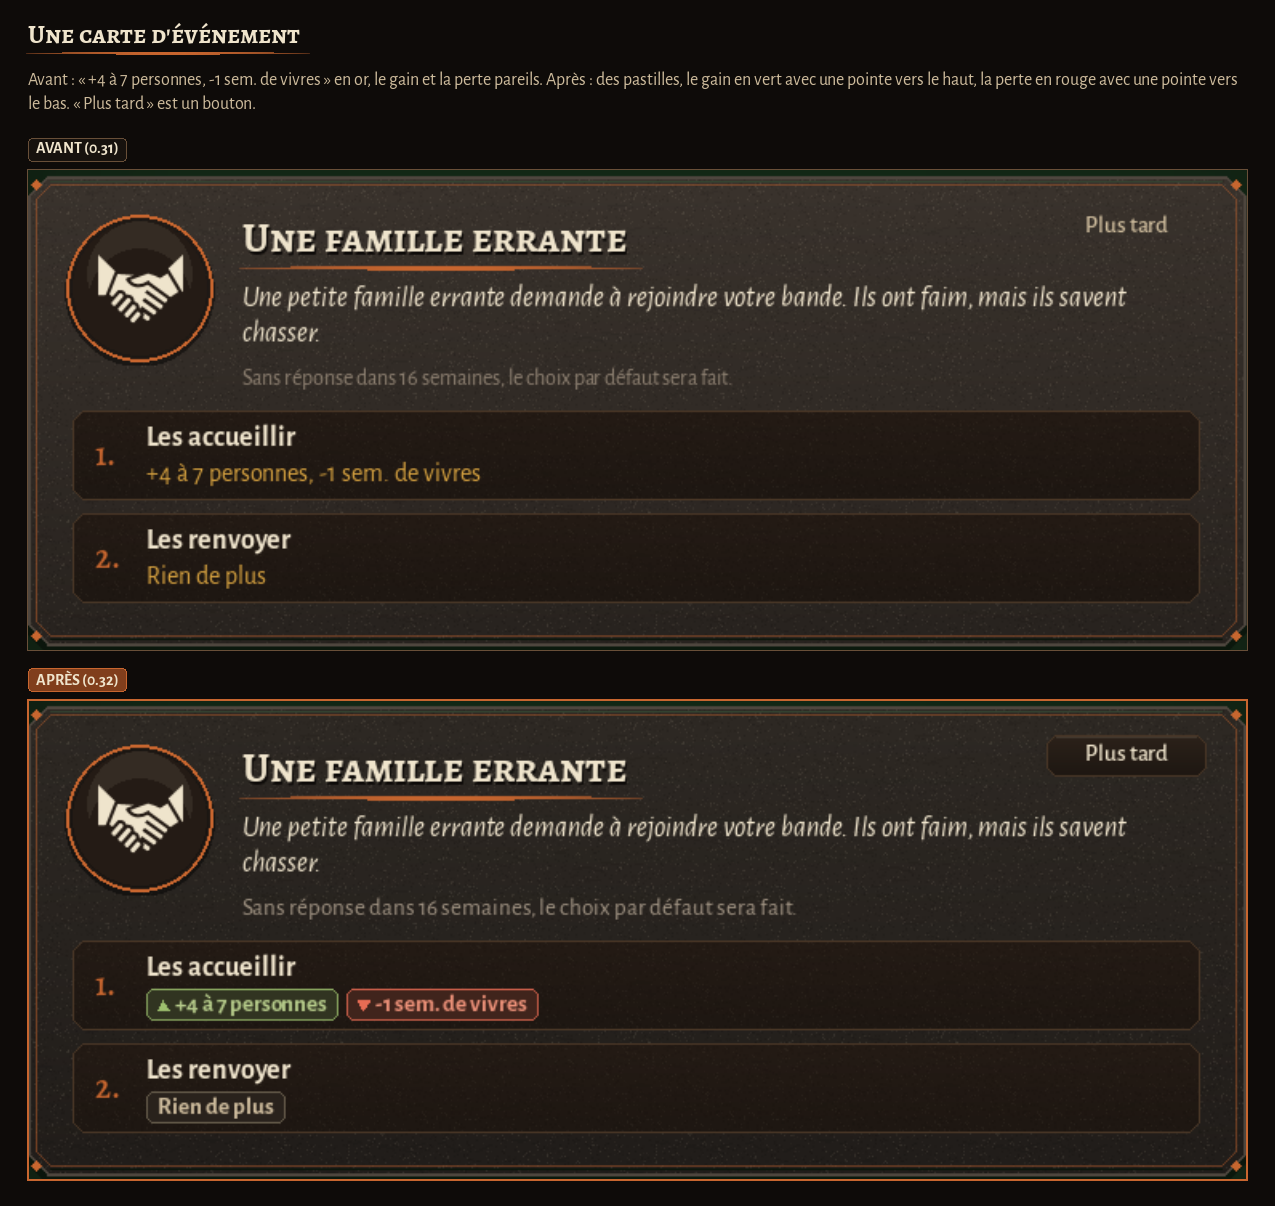 Une carte d'événement
Avant : « +4 à 7 personnes, -1 sem. de vivres » en or, le gain et la perte pareils. Après : des pastilles, le gain en vert avec une pointe vers le haut, la perte en rouge avec une pointe vers
le bas. « Plus tard » est un bouton.
AVANT (0.31)
Une famille errante
Plus tard
Une petite famille errante demande à rejoindre votre bande. Ils ont faim, mais ils savent
chasser.
Sans réponse dans 16 semaines, le choix par défaut sera fait.
1.
Les accueillir
+4 à 7 personnes, -1 sem. de vivres
2.
Les renvoyer
Rien de plus
APRÈS (0.32)
Une famille errante
Plus tard
Une petite famille errante demande à rejoindre votre bande. Ils ont faim, mais ils savent
chasser.
Sans réponse dans 16 semaines, le choix par défaut sera fait.
1.
Les accueillir
▲ +4 à 7 personnes ▼ -1 sem. de vivres
2.
Les renvoyer
Rien de plus